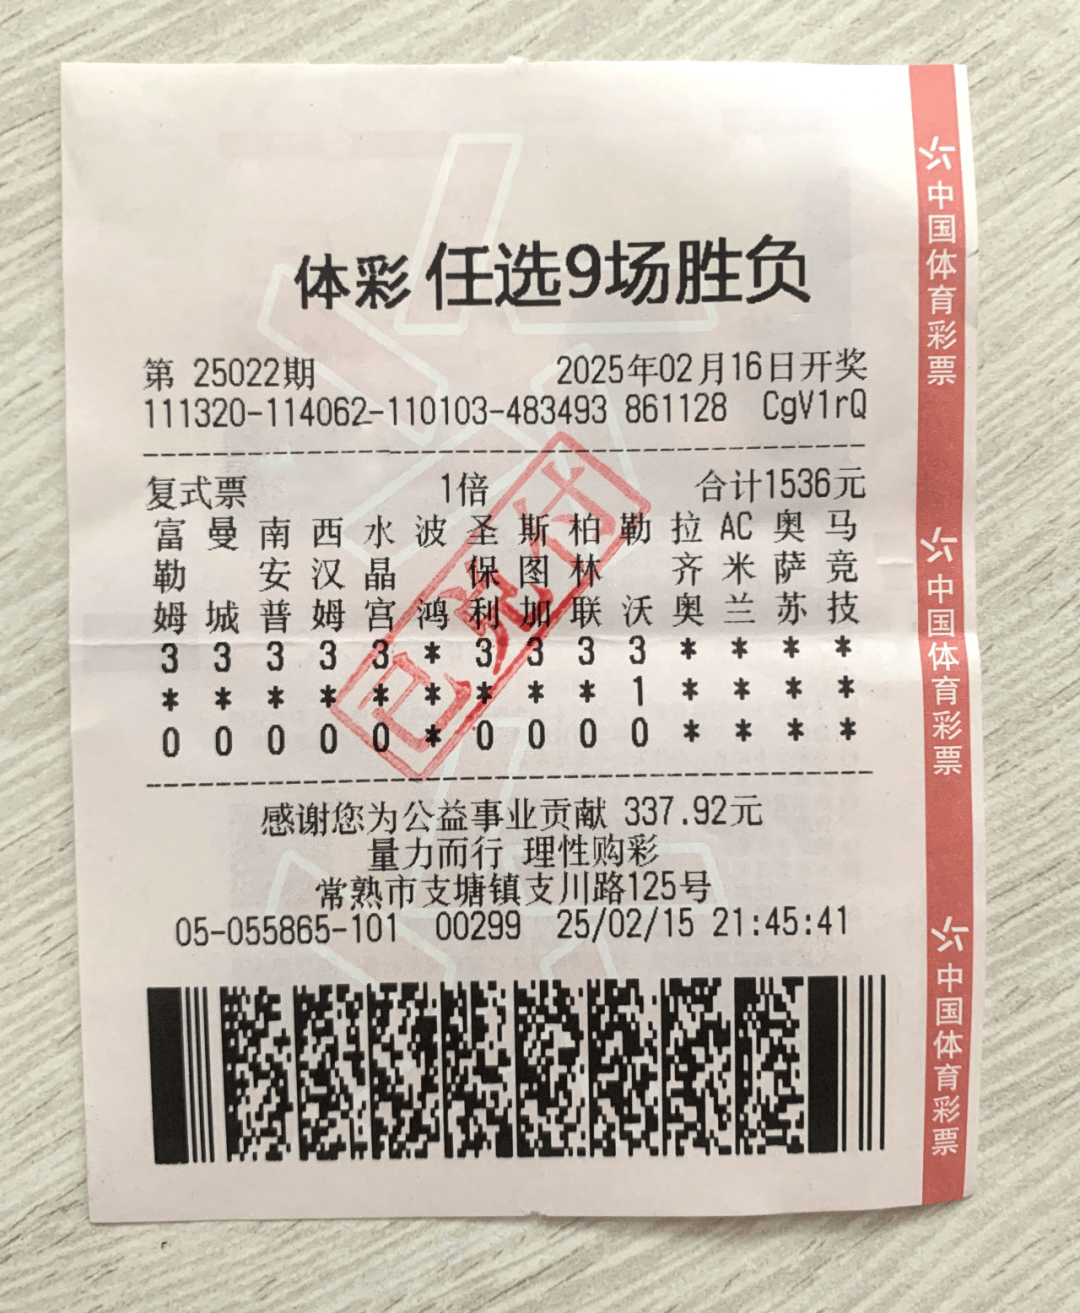 体彩 任选9场胜负
第 25022期 2025年02月16日开奖
111320-114062-110103-483493 861128 CgV1rQ
复式票 1倍 合计1536元
富 曼 南 西 水 波 圣 斯 柏 勒 拉 AC 奥 马
勒 安 汉 晶 保 图 林 齐 米 萨 竞
姆 城 普 姆 宫 鸿 利 加 联 沃 奥 兰 苏 技
3 3 3 3 3 * 3 3 3 3 * * * *
* * * * * * * * * 1 * * * *
0 0 0 0 0 * 0 0 0 0 * * * *
已兑付
感谢您为公益事业贡献 337.92元
量力而行 理性购彩
常熟市支塘镇支川路125号
05-055865-101 00299 25/02/15 21:45:41
中国体育彩票
中国体育彩票
中国体育彩票